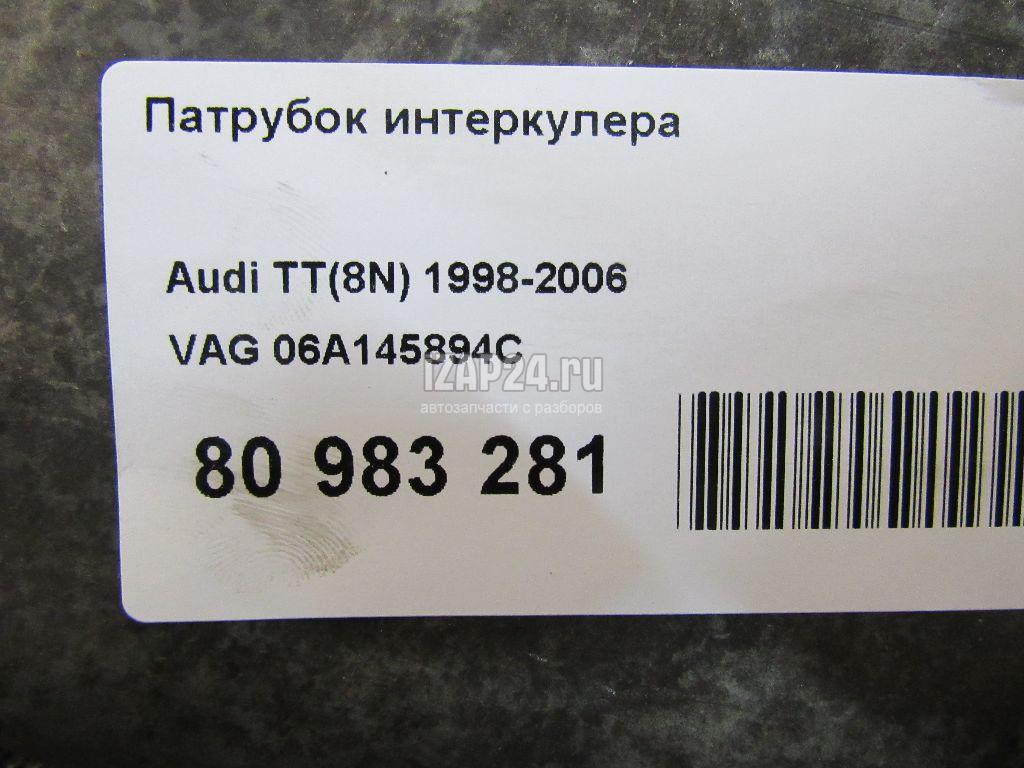 Патрубок интеркулера
Audi TT(8N) 1998-2006
VAG 06A145894C
IZAP24.ru
автозапчасти с разборов
80 983 281